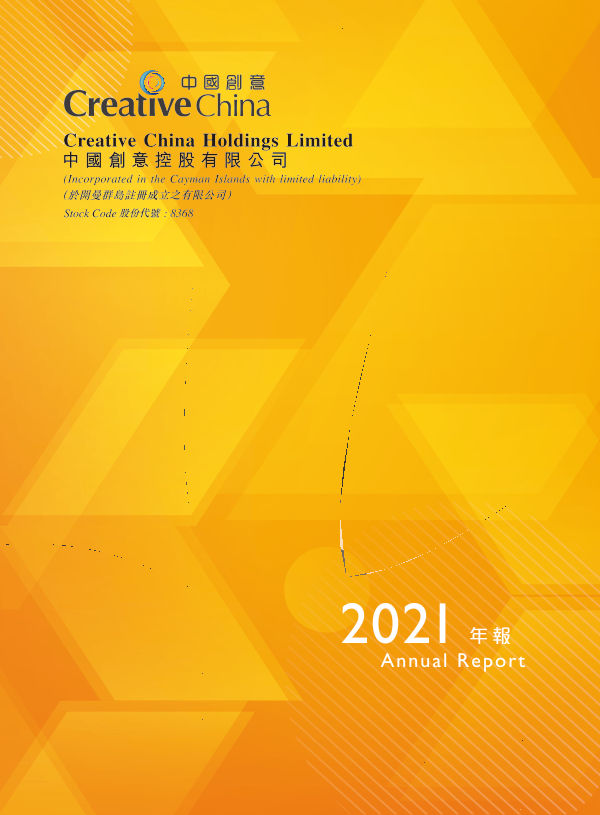 中國創意
Creative China
Creative China Holdings Limited
中國創意控股有限公司
(Incorporated in the Cayman Islands with limited liability)
(於開曼群島註冊成立之有限公司)
Stock Code 股份代號 : 8368
2021 年報
Annual Report